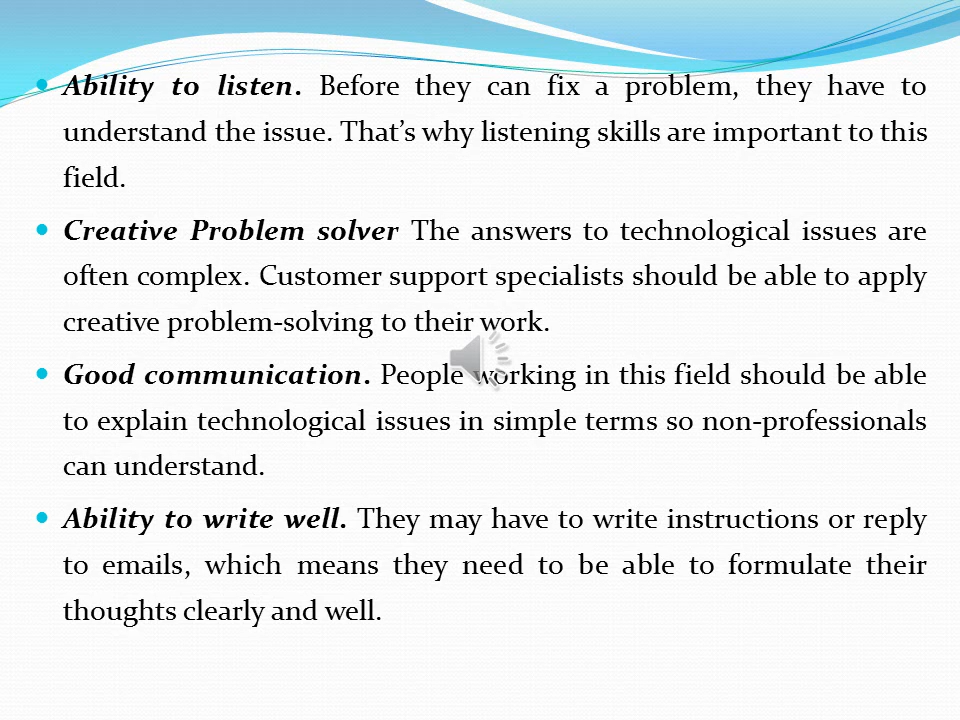 Ability to listen. Before they can fix a problem, they have to
understand the issue. That’s why listening skills are important to this
field.
Creative Problem solver The answers to technological issues are
often complex. Customer support specialists should be able to apply
creative problem-solving to their work.
Good communication. People working in this field should be able
to explain technological issues in simple terms so non-professionals
can understand.
Ability to write well. They may have to write instructions or reply
to emails, which means they need to be able to formulate their
thoughts clearly and well.